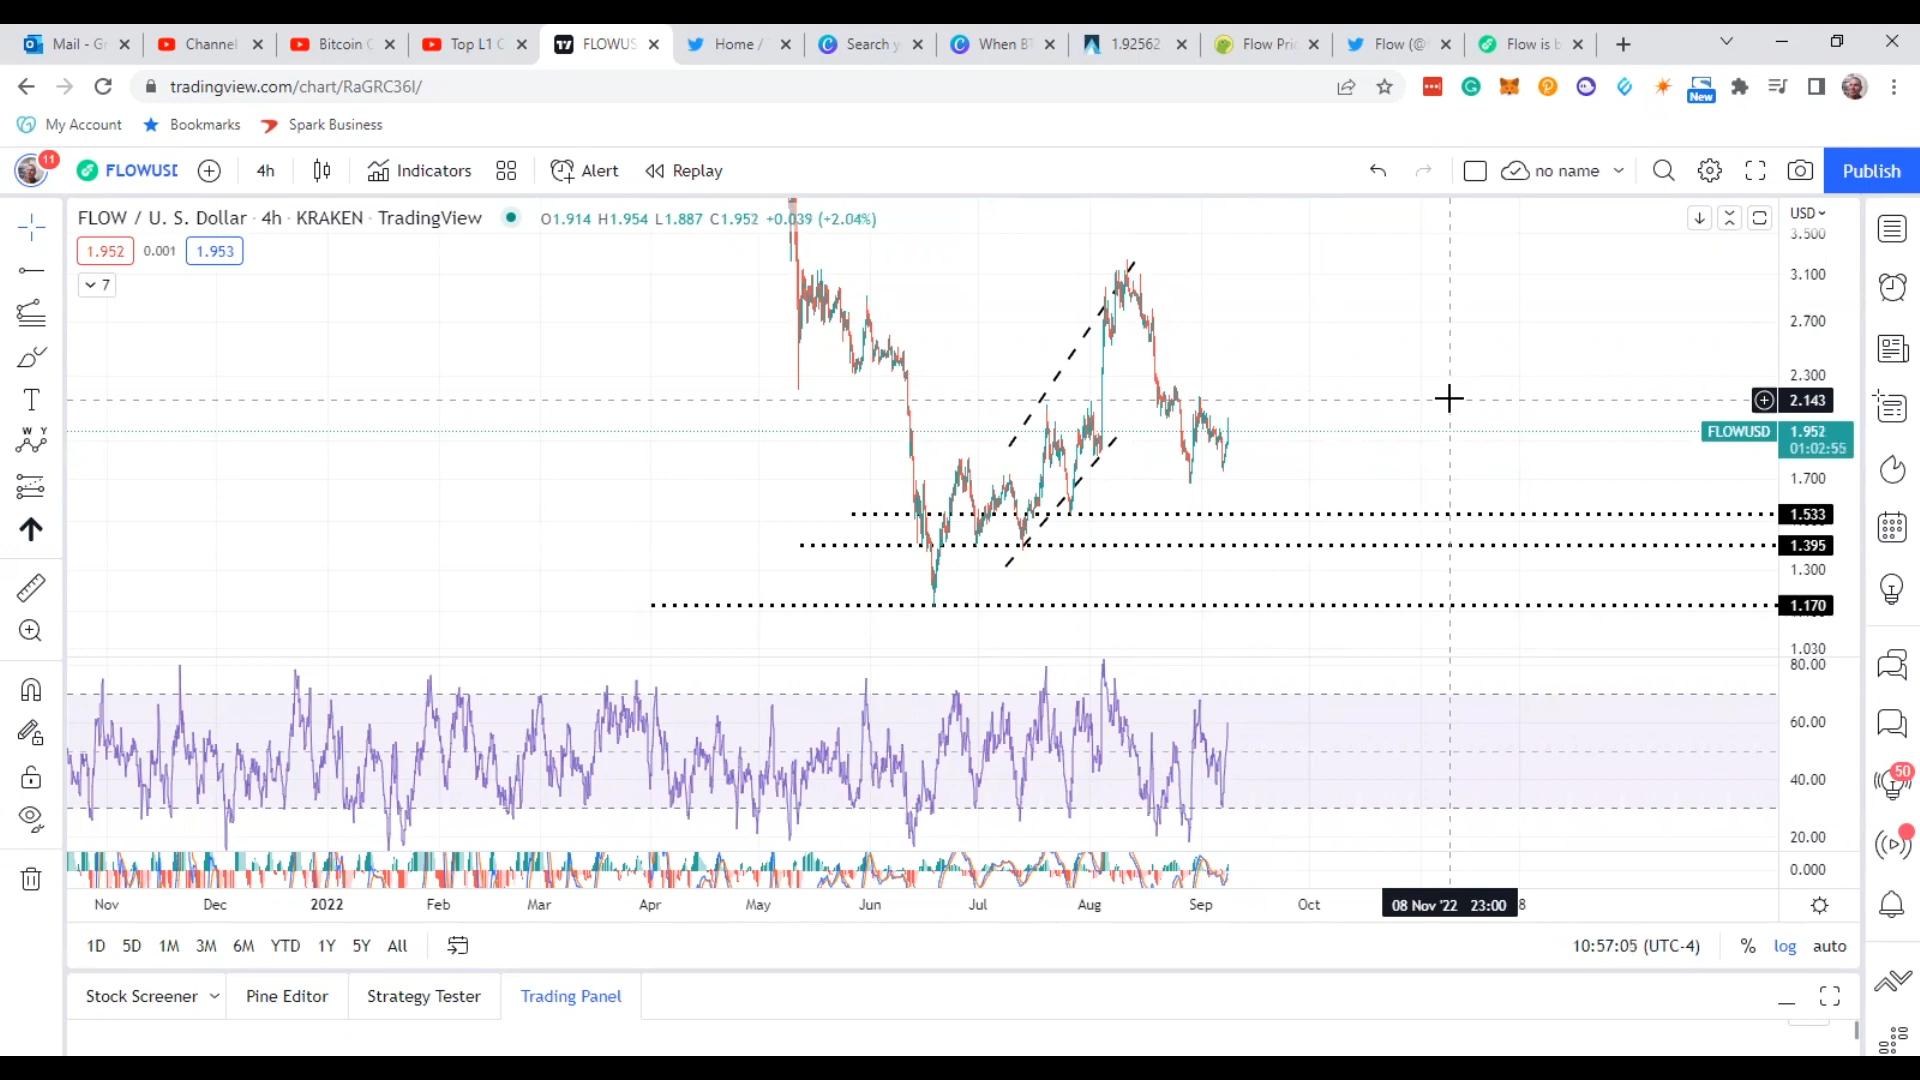 Mail - Gr
Channel
Bitcoin C
Top L1 C
FLOWUS
Home /
Search y
When BT
1.92562
Flow Pric
Flow (@
Flow is b
tradingview.com/chart/RaGRC36I/
New
My Account
Bookmarks
Spark Business
11
FLOWUSD
4h
Indicators
Alert
Replay
no name
Publish
FLOW / U. S. Dollar · 4h · KRAKEN · TradingView
O1.914 H1.954 L1.887 C1.952 +0.039 (+2.04%)
USD
3.500
1.952
0.001
1.953
7
3.100
2.700
2.300
2.143
FLOWUSD
1.952
01:02:55
1.700
1.533
1.395
1.300
1.170
1.030
80.00
60.00
40.00
20.00
0.000
50
Nov
Dec
2022
Feb
Mar
Apr
May
Jun
Jul
Aug
Sep
Oct
08 Nov '22 23:00
8
1D
5D
1M
3M
6M
YTD
1Y
5Y
All
10:57:05 (UTC-4)
%
log
auto
Stock Screener
Pine Editor
Strategy Tester
Trading Panel